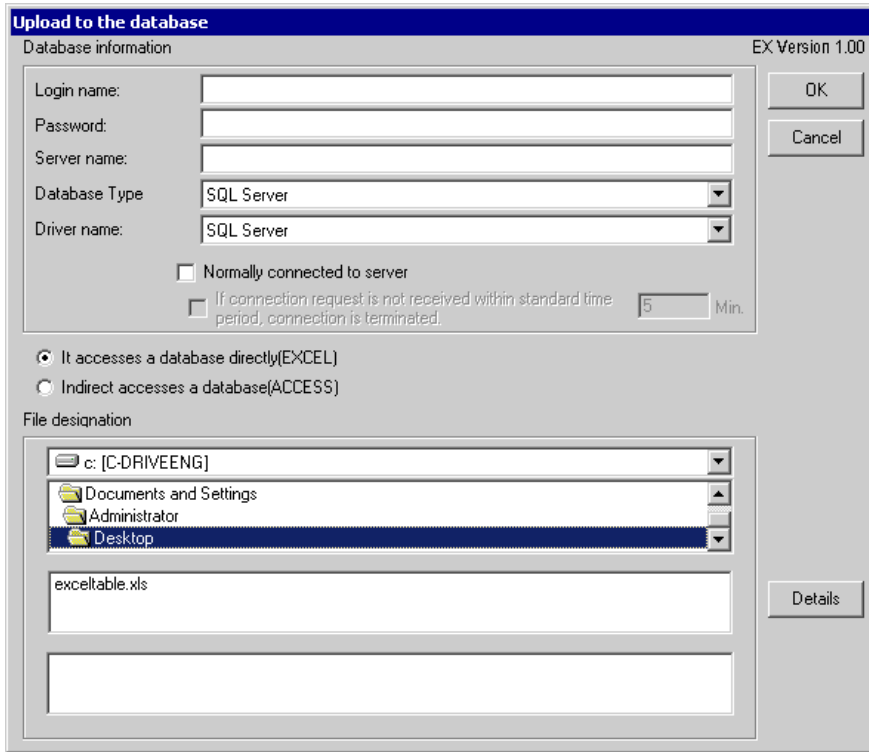 Upload to the database
Database information
EX Version 1.00
Login name:
OK
Password:
Cancel
Server name:
Database Type
SQL Server
Driver name:
SQL Server
Normally connected to server
If connection request is not received within standard time
period, connection is terminated.
5
Min.
It accesses a database directly(EXCEL)
Indirect accesses a database(ACCESS)
File designation
c: [C-DRIVEENG]
Documents and Settings
Administrator
Desktop
exceltable.xls
Details